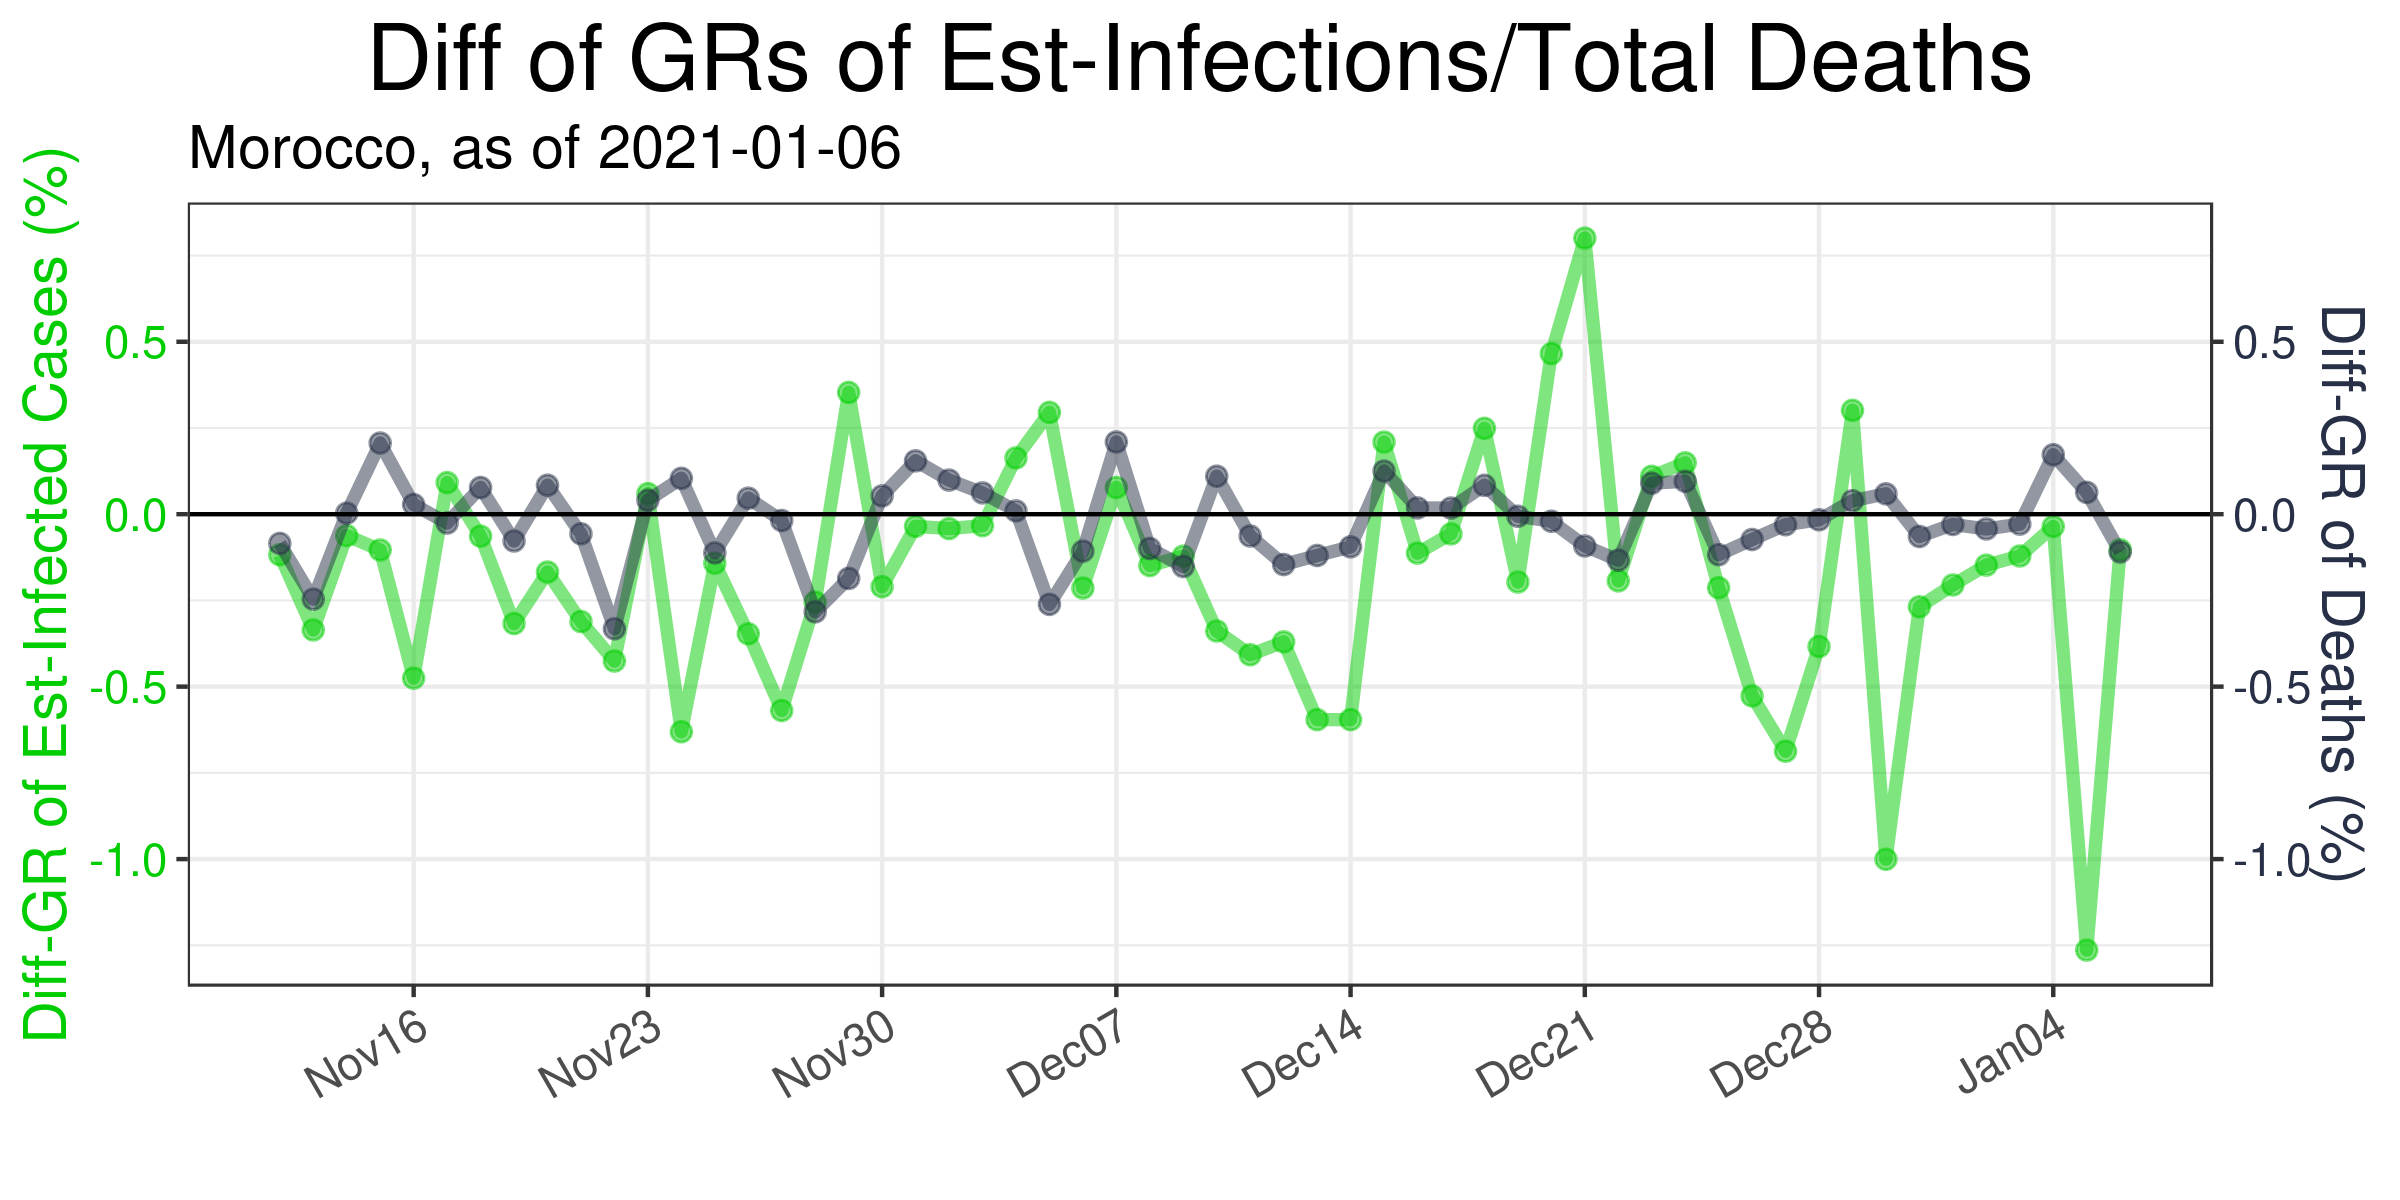 Diff of GRs of Est-Infections/Total Deaths
Morocco, as of 2021-01-06
Diff-GR of Est-Infected Cases (%)
0.5
0.0
-0.5
-1.0
0.5
0.0
-0.5
-1.0
Diff-GR of Deaths (%)
Nov16
Nov23
Nov30
Dec07
Dec14
Dec21
Dec28
Jan04